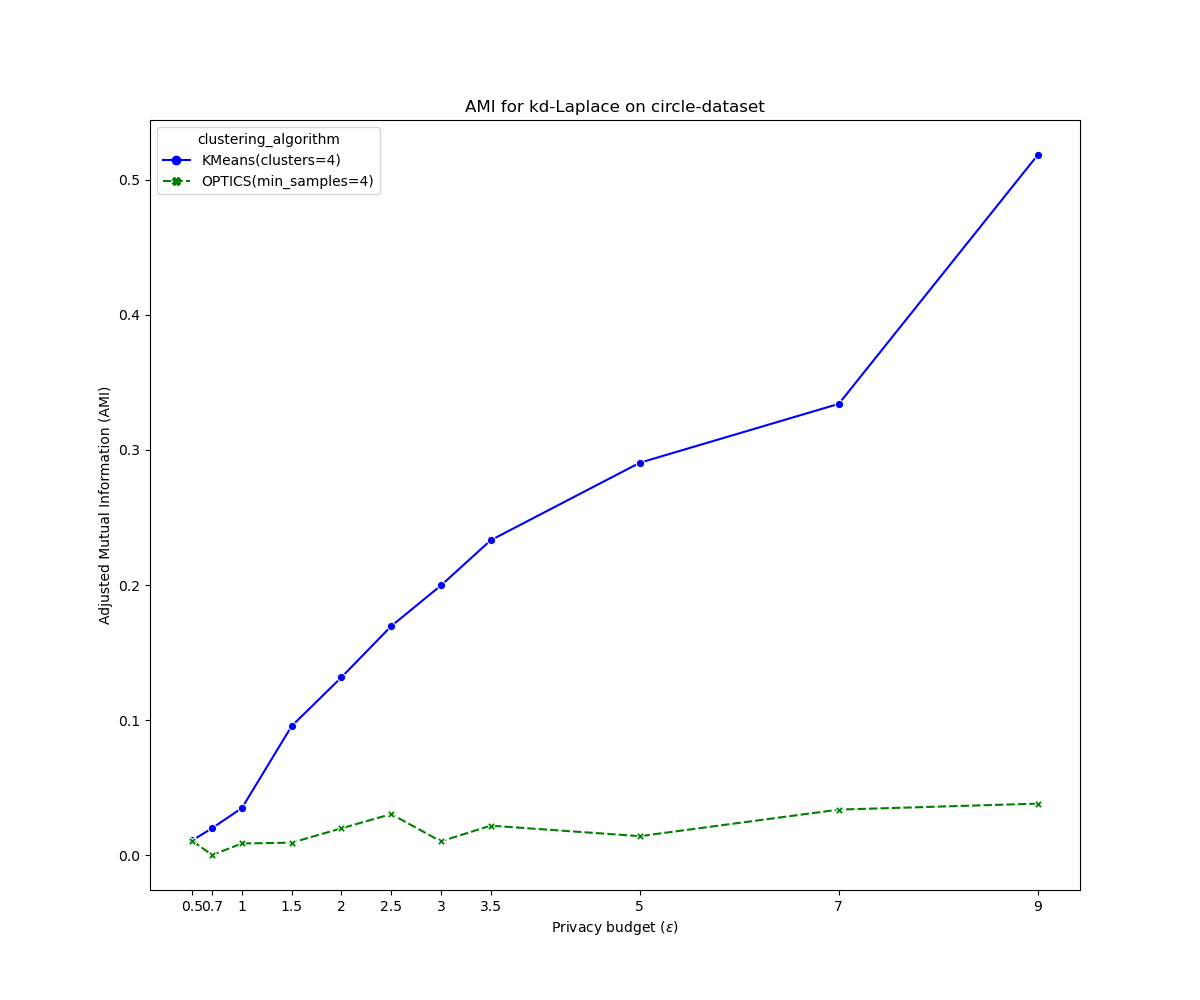 AMI for kd-Laplace on circle-dataset
clustering_algorithm
KMeans(clusters=4)
OPTICS(min_samples=4)
Adjusted Mutual Information (AMI)
0.5
0.4
0.3
0.2
0.1
0.0
0.5 0.7 1 1.5 2 2.5 3 3.5 5 7 9
Privacy budget (ε)